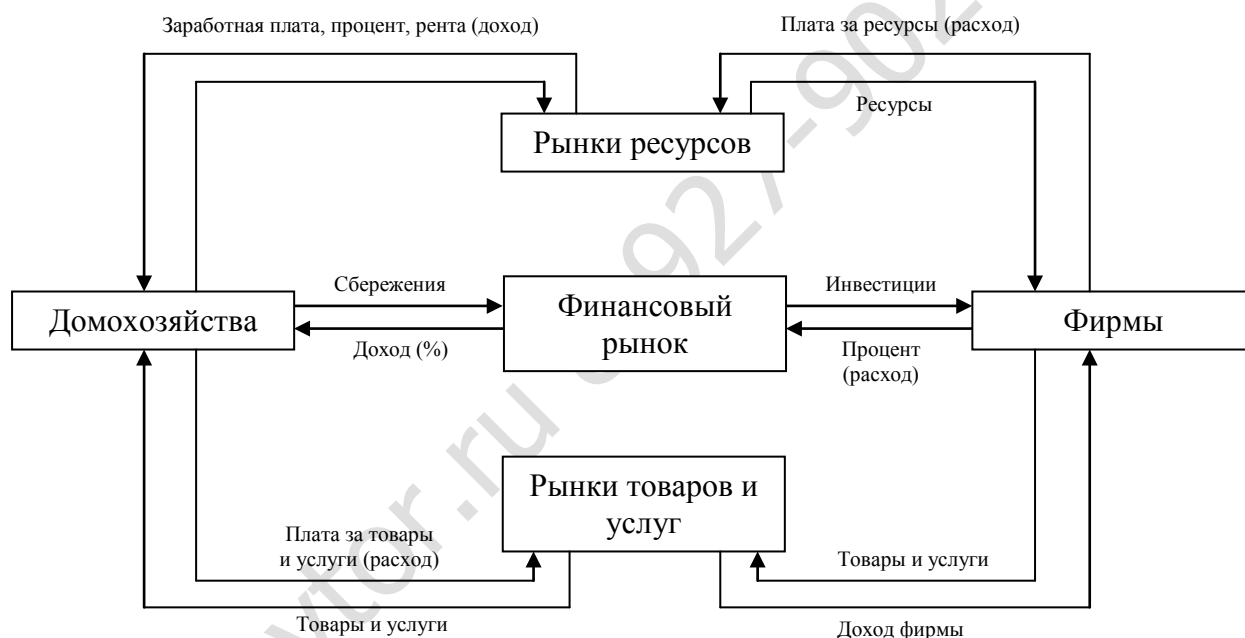 Заработная плата, процент, рента (доход)
Плата за ресурсы (расход)
Ресурсы
Рынки ресурсов
Сбережения
Инвестиции
Домохозяйства
Финансовый
рынок
Фирмы
Доход (%)
Процент
(расход)
Рынки товаров и
услуг
Плата за товары
и услуги (расход)
Товары и услуги
Товары и услуги
Доход фирмы